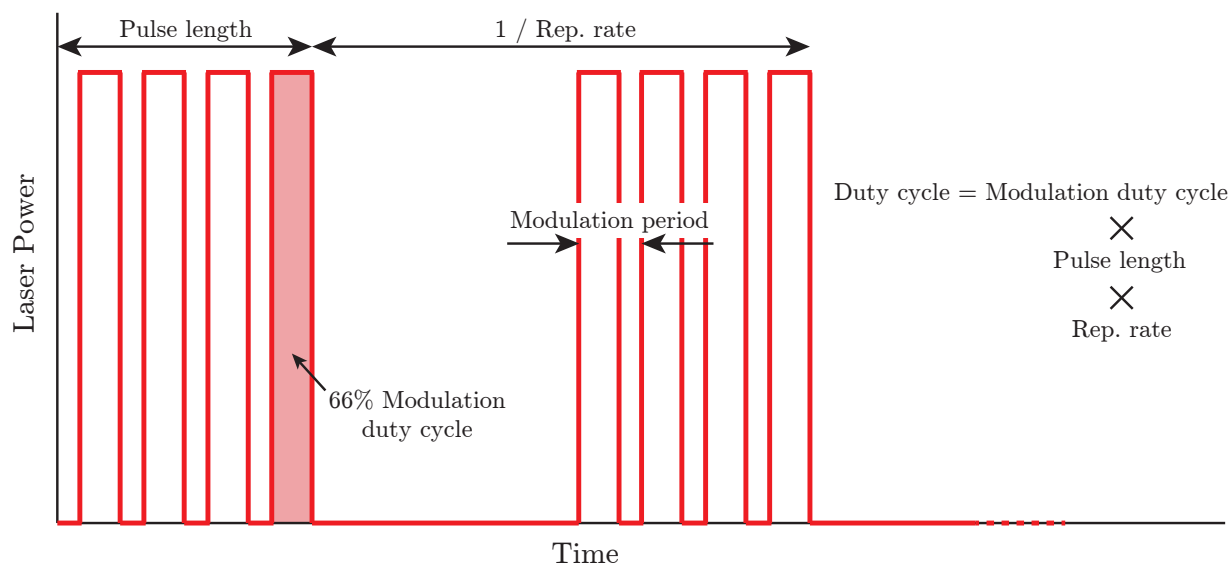 Pulse length
1 / Rep. rate
Laser Power
Modulation period
66% Modulation
duty cycle
Duty cycle = Modulation duty cycle
×
Pulse length
×
Rep. rate
Time